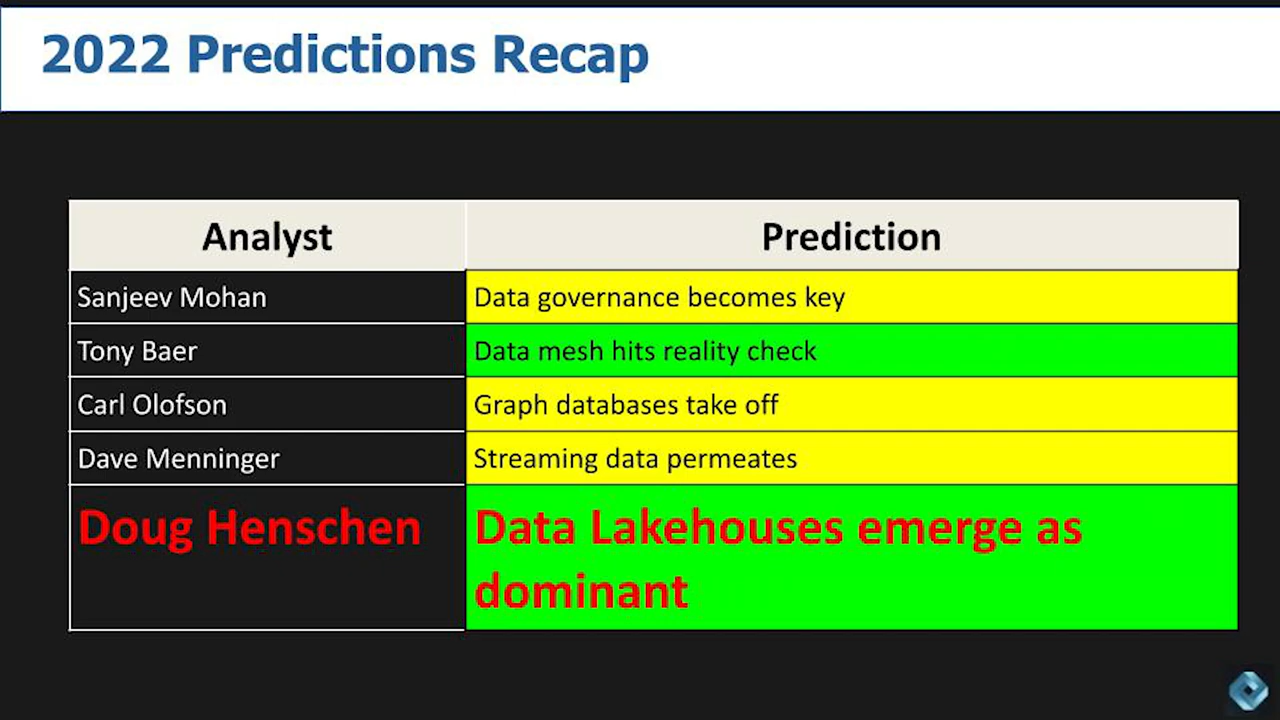 2022 Predictions Recap
Analyst
Prediction
Sanjeev Mohan
Data governance becomes key
Tony Baer
Data mesh hits reality check
Carl Olofson
Graph databases take off
Dave Menninger
Streaming data permeates
Doug Henschen
Data Lakehouses emerge as
dominant